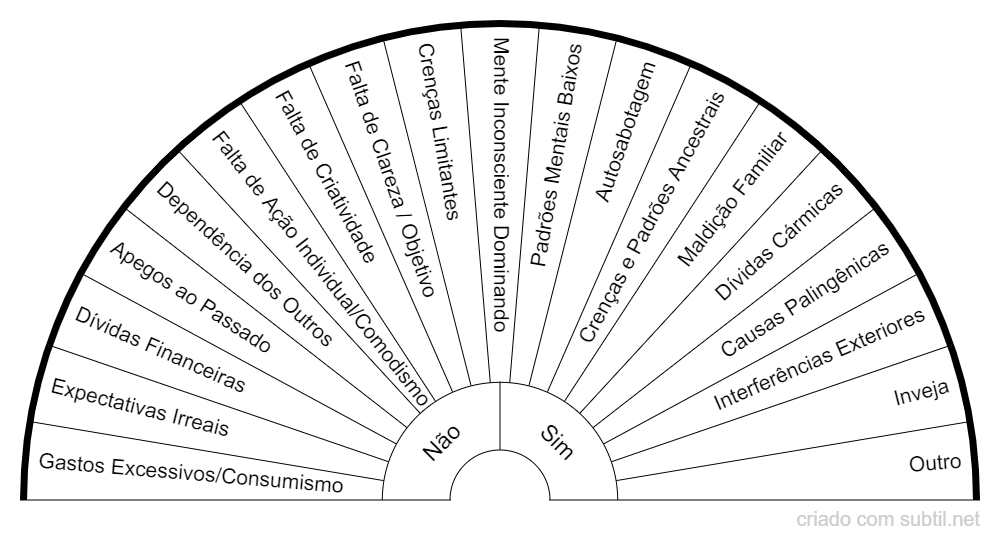 Gastos Excessivos/Consumismo
Expectativas Irreais
Dívidas Financeiras
Apegos ao Passado
Dependência dos Outros
Falta de Ação Individual/Comodismo
Falta de Criatividade
Falta de Clareza / Objetivo
Crenças Limitantes
Mente Inconsciente Dominando
Padrões Mentais Baixos
Autosabotagem
Crenças e Padrões Ancestrais
Maldição Familiar
Dívidas Cármicas
Causas Palingênicas
Interferências Exteriores
Inveja
Outro
Não
Sim
criado com subtil.net